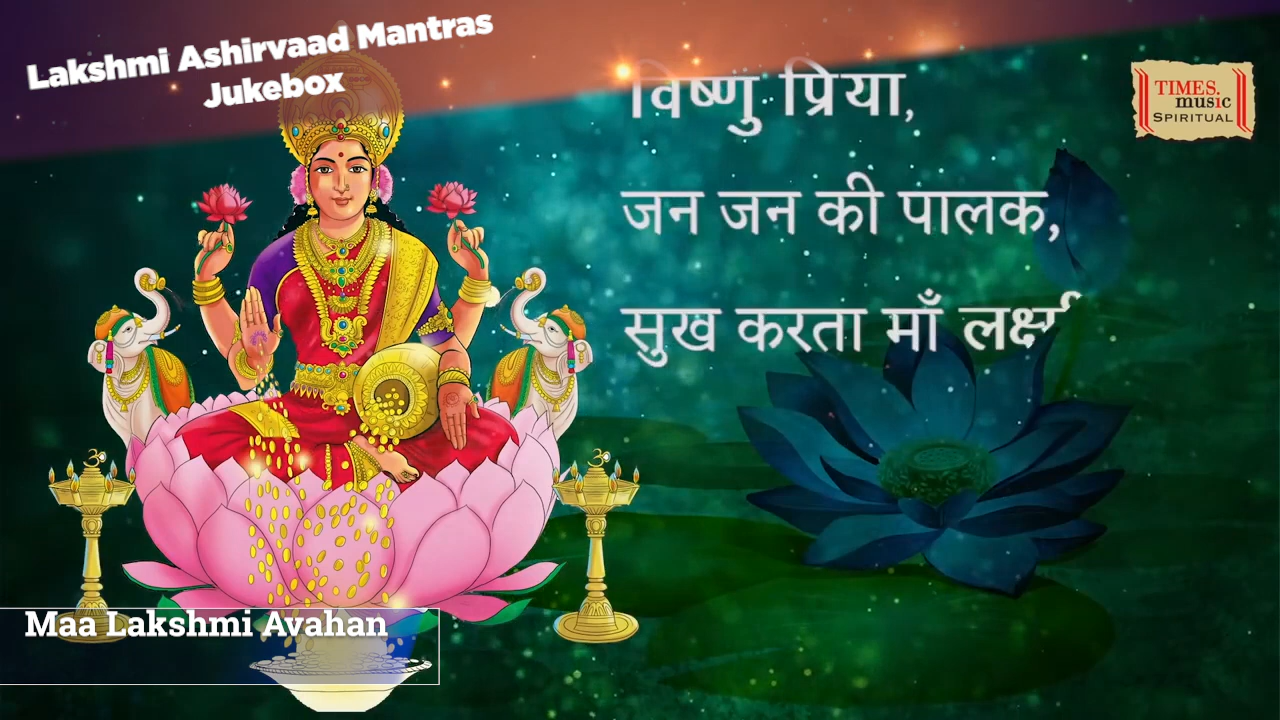 Lakshmi Ashirvaad Mantras
Jukebox
TIMES.
music
SPIRITUAL
विष्णु प्रिया,
जन जन की पालक,
सुख करता माँ
ॐ
ॐ
Maa Lakshmi Avahan